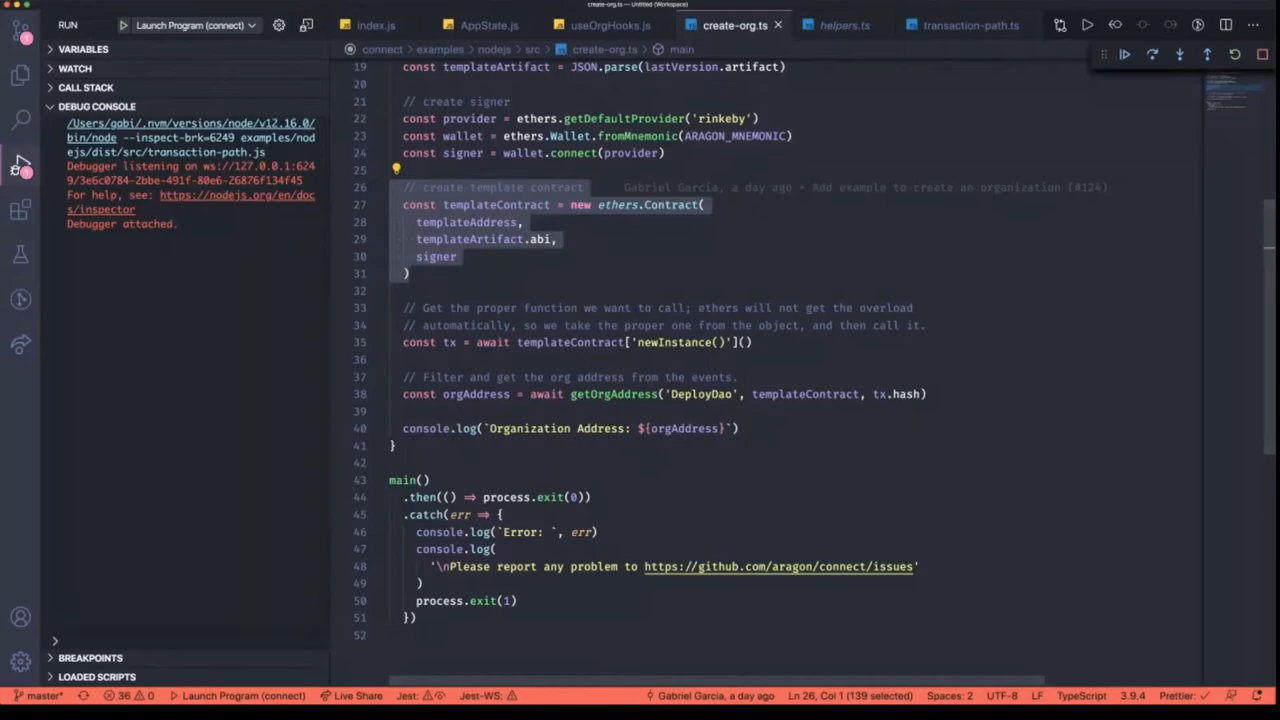 create-org.ts — Untitled (Workspace)
RUN
Launch Program (connect)
index.js
AppState.js
useOrgHooks.js
create-org.ts
helpers.ts
transaction-path.ts
connect › examples › nodejs › src › create-org.ts › main
VARIABLES
WATCH
CALL STACK
DEBUG CONSOLE
/Users/gabi/.nvm/versions/node/v12.16.0/
bin/node --inspect-brk=6249 examples/nod
ejs/dist/src/transaction-path.js
Debugger listening on ws://127.0.0.1:624
9/3e6c0784-2bbe-491f-80e6-26876f134f45
For help, see: https://nodejs.org/en/doc
s/inspector
Debugger attached.
BREAKPOINTS
LOADED SCRIPTS
19 const templateArtifact = JSON.parse(lastVersion.artifact)
20
21 // create signer
22 const provider = ethers.getDefaultProvider('rinkeby')
23 const wallet = ethers.Wallet.fromMnemonic(ARAGON_MNEMONIC)
24 const signer = wallet.connect(provider)
25
26 // create template contract Gabriel Garcia, a day ago • Add example to create an organization (#124)
27 const templateContract = new ethers.Contract(
28 templateAddress,
29 templateArtifact.abi,
30 signer
31 )
32
33 // Get the proper function we want to call; ethers will not get the overload
34 // automatically, so we take the proper one from the object, and then call it.
35 const tx = await templateContract['newInstance()']()
36
37 // Filter and get the org address from the events.
38 const orgAddress = await getOrgAddress('DeployDao', templateContract, tx.hash)
39
40 console.log(`Organization Address: ${orgAddress}`)
41 }
42
43 main()
44 .then(() ⇒ process.exit(0))
45 .catch(err ⇒ {
46 console.log(`Error: `, err)
47 console.log(
48 '\nPlease report any problem to https://github.com/aragon/connect/issues'
49 )
50 process.exit(1)
51 })
52
master*
36
0
Launch Program (connect)
Live Share
Jest:
Jest-WS:
Gabriel Garcia, a day ago
Ln 26, Col 1 (139 selected)
Spaces: 2
UTF-8
LF
TypeScript
3.9.4
Prettier: ✓
1
1